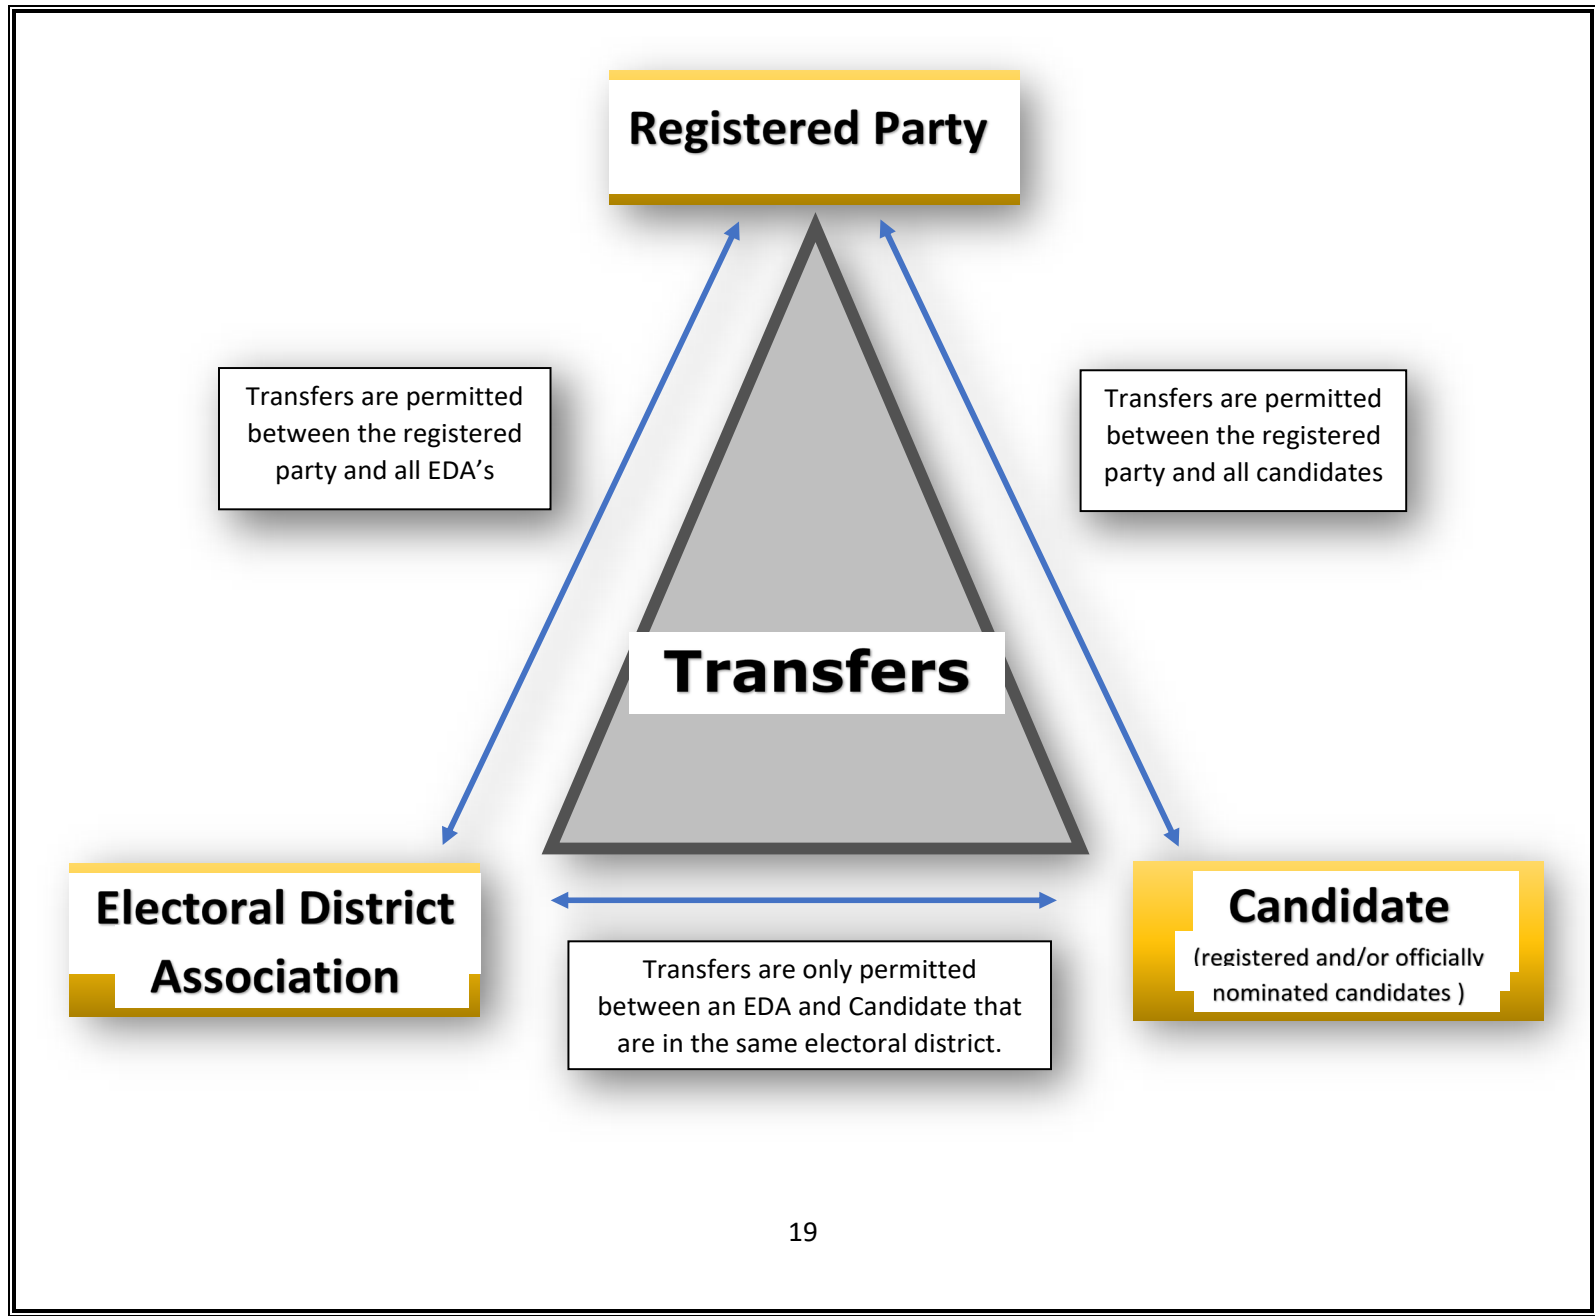 Registered Party
Transfers are permitted
between the registered
party and all EDA’s
Transfers are permitted
between the registered
party and all candidates
Transfers
Electoral District
Association
Candidate
(registered and/or officially
nominated candidates )
Transfers are only permitted
between an EDA and Candidate that
are in the same electoral district.
19